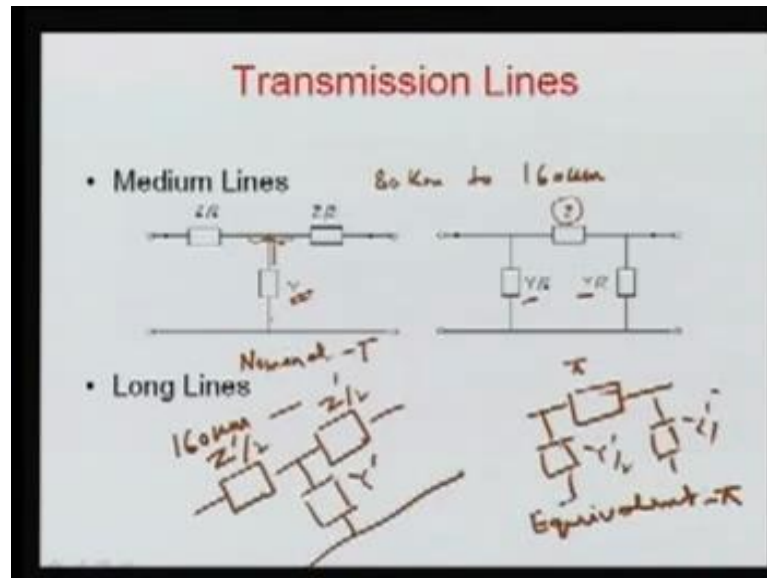 Transmission Lines
• Medium Lines 80 Km to 160 km
Z/2 Z/2 Z
Y Y/2 Y/2
Nominal-T π
• Long Lines
160 km — Z'/2
Z'/2 Y' Y'/2
Equivalent-π